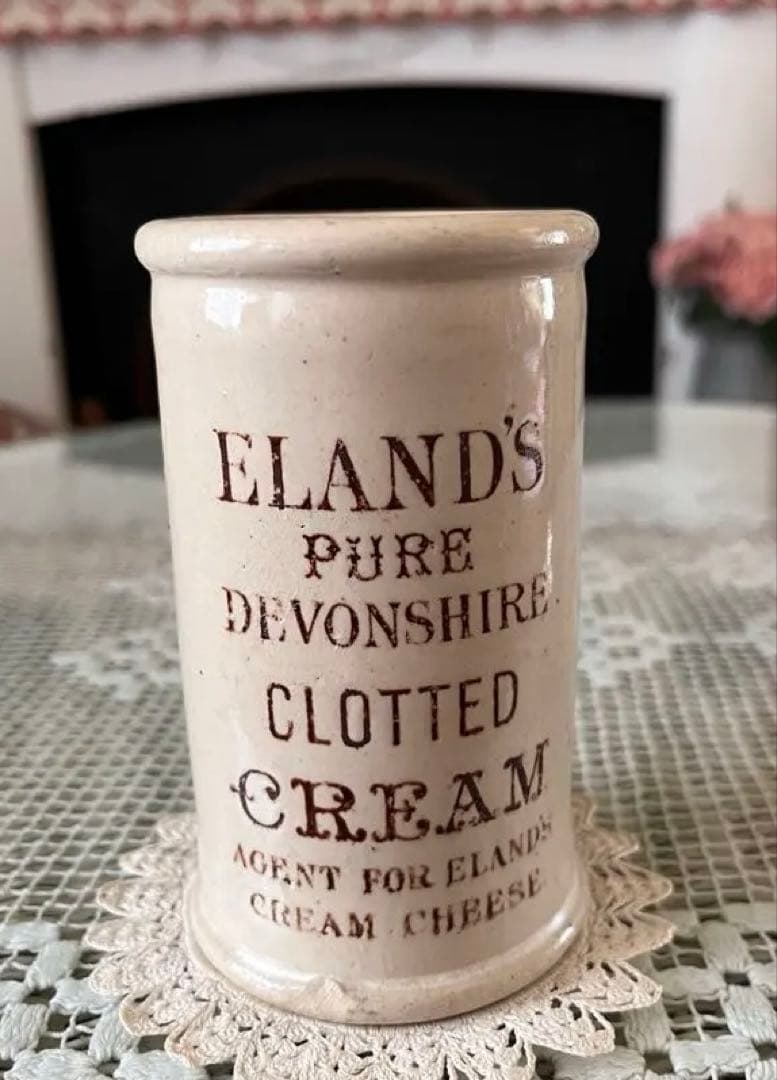 ELAND'S
PURE
DEVONSHIRE
CLOTTED
CREAM
AGENT FOR ELAND'S
CREAM CHEESE